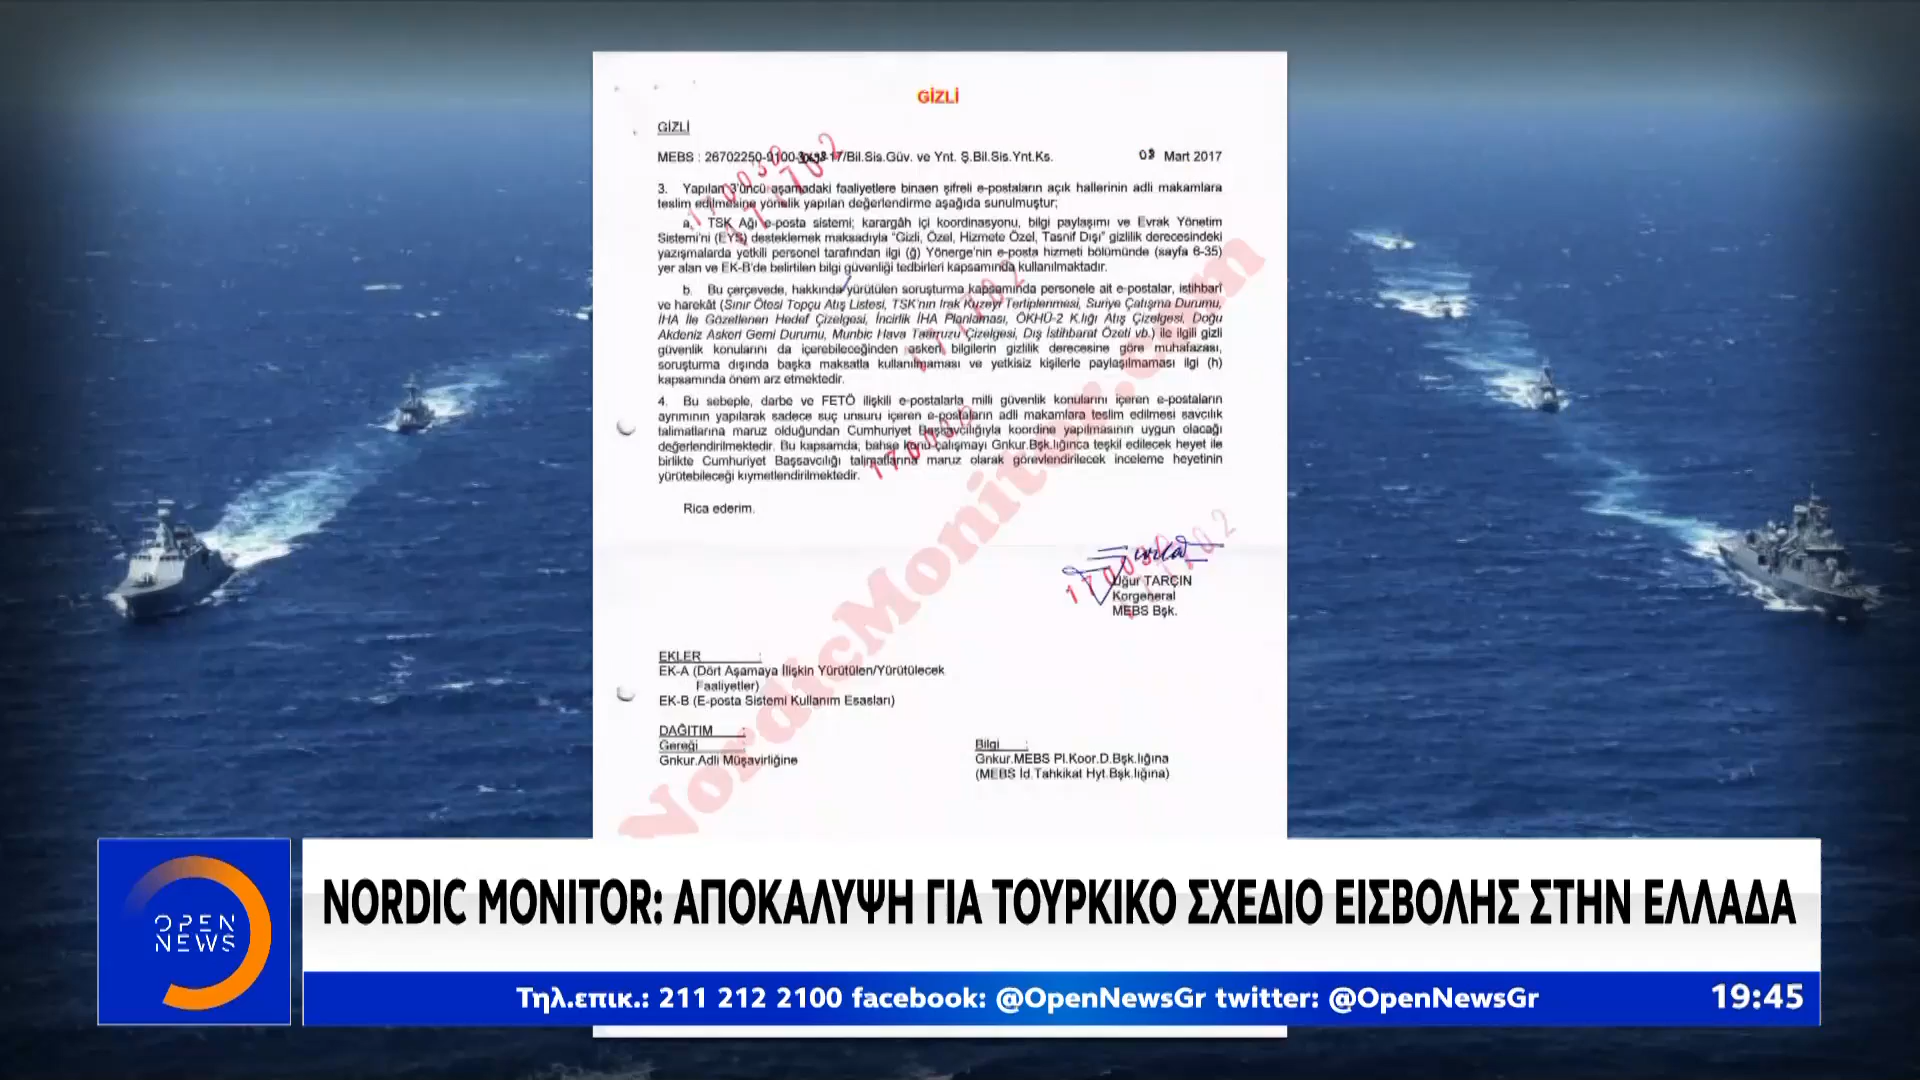 GİZLİ
GİZLİ
MEBS : 26702250-9100- -17/Bil.Sis.Güv. ve Ynt. Ş.Bil.Sis.Ynt.Ks. 03 Mart 2017
3. Yapılan 3'üncü aşamadaki faaliyetlere binaen şifreli e-postaların açık hallerinin adli makamlara
teslim edilmesine yönelik yapılan değerlendirme aşağıda sunulmuştur;
a. TSK Ağı e-posta sistemi; karargâh içi koordinasyonu, bilgi paylaşımı ve Evrak Yönetim
Sistemi'ni (EYS) desteklemek maksadıyla "Gizli, Özel, Hizmete Özel, Tasnif Dışı" gizlilik derecesindeki
yazışmalarda yetkili personel tarafından ilgi (ğ) Yönerge'nin e-posta hizmeti bölümünde (sayfa 6-35)
yer alan ve EK-B'de belirtilen bilgi güvenliği tedbirleri kapsamında kullanılmaktadır.
b. Bu çerçevede, hakkında yürütülen soruşturma kapsamında personele ait e-postalar, istihbari
ve harekât (Sınır Ötesi Topçu Atış Listesi, TSK'nın Irak Kuzeyi Tertiplenmesi, Suriye Çatışma Durumu,
İHA İle Gözetlenen Hedef Çizelgesi, İncirlik İHA Planlaması, ÖKHÜ-2 K.lığı Atış Çizelgesi, Doğu
Akdeniz Askeri Gemi Durumu, Munbic Hava Taarruzu Çizelgesi, Dış İstihbarat Özeti vb.) ile ilgili gizli
güvenlik konularını da içerebileceğinden askeri bilgilerin gizlilik derecesine göre muhafazası,
soruşturma dışında başka maksatla kullanılmaması ve yetkisiz kişilerle paylaşılmaması ilgi (h)
kapsamında önem arz etmektedir.
4. Bu sebeple, darbe ve FETÖ ilişkili e-postalarla milli güvenlik konularını içeren e-postaların
ayrımının yapılarak sadece suç unsuru içeren e-postaların adli makamlara teslim edilmesi savcılık
talimatlarına maruz olduğundan Cumhuriyet Başsavcılığıyla koordine yapılmasının uygun olacağı
değerlendirilmektedir. Bu kapsamda; bahse konu çalışmayı Gnkur.Bşk.lığınca teşkil edilecek heyet ile
birlikte Cumhuriyet Başsavcılığı talimatlarına maruz olarak görevlendirilecek inceleme heyetinin
yürütebileceği kıymetlendirilmektedir.
Rica ederim.
Uğur TARÇIN
Korgeneral
MEBS Bşk.
EKLER :
EK-A (Dört Aşamaya İlişkin Yürütülen/Yürütülecek
Faaliyetler)
EK-B (E-posta Sistemi Kullanım Esasları)
DAĞITIM :
Gereği :
Gnkur.Adli Müşavirliğine
Bilgi :
Gnkur.MEBS Pl.Koor.D.Bşk.lığına
(MEBS İd.Tahkikat Hyt.Bşk.lığına)
NordicMonitor.com
OPEN
NEWS
NORDIC MONITOR: ΑΠΟΚΑΛΥΨΗ ΓΙΑ ΤΟΥΡΚΙΚΟ ΣΧΕΔΙΟ ΕΙΣΒΟΛΗΣ ΣΤΗΝ ΕΛΛΑΔΑ
Τηλ.επικ.: 211 212 2100 facebook: @OpenNewsGr twitter: @OpenNewsGr 19:45